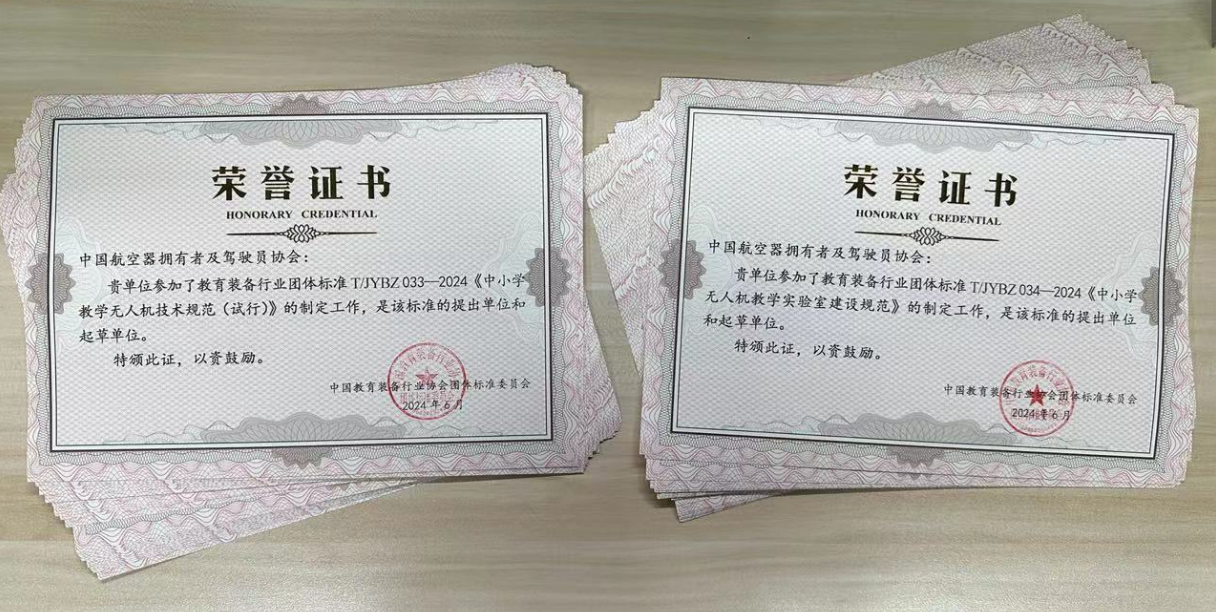 荣誉证书
HONORARY CREDENTIAL
中国航空器拥有者及驾驶员协会：
贵单位参加了教育装备行业团体标准 T/JYBZ 033—2024《中小学
教学无人机技术规范（试行）》的制定工作，是该标准的提出单位和
起草单位。
特颁此证，以资鼓励。
中国教育装备行业协会团体标准委员会
2024 年 6 月
荣誉证书
HONORARY CREDENTIAL
中国航空器拥有者及驾驶员协会：
贵单位参加了教育装备行业团体标准 T/JYBZ 034—2024《中小学
无人机教学实验室建设规范》的制定工作，是该标准的提出单位
和起草单位。
特颁此证，以资鼓励。
中国教育装备行业协会团体标准委员会
2024 年 6 月